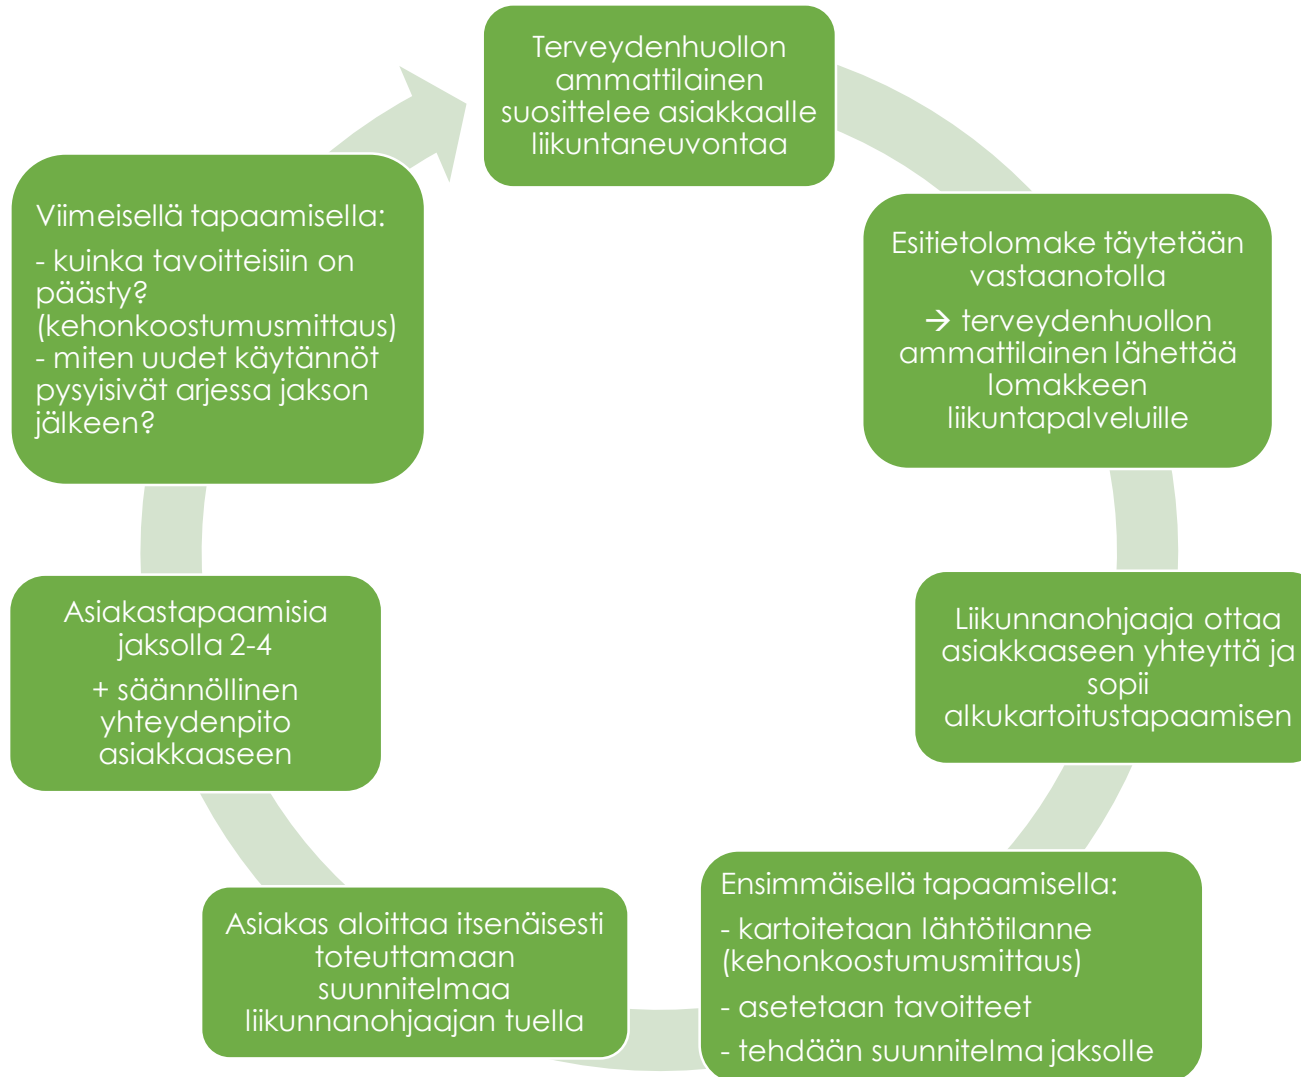 Terveydenhuollon
ammattilainen
suosittelee asiakkaalle
liikuntaneuvontaa
Esitietolomake täytetään
vastaanotolla
→ terveydenhuollon
ammattilainen lähettää
lomakkeen
liikuntapalveluille
Liikunnanohjaaja ottaa
asiakkaaseen yhteyttä ja
sopii
alkukartoitustapaamisen
Ensimmäisellä tapaamisella:
- kartoitetaan lähtötilanne
(kehonkoostumusmittaus)
- asetetaan tavoitteet
- tehdään suunnitelma jaksolle
Asiakas aloittaa itsenäisesti
toteuttamaan
suunnitelmaa
liikunnanohjaajan tuella
Asiakastapaamisia
jaksolla 2-4
+ säännöllinen
yhteydenpito
asiakkaaseen
Viimeisellä tapaamisella:
- kuinka tavoitteisiin on
päästy?
(kehonkoostumusmittaus)
- miten uudet käytännöt
pysyisivät arjessa jakson
jälkeen?